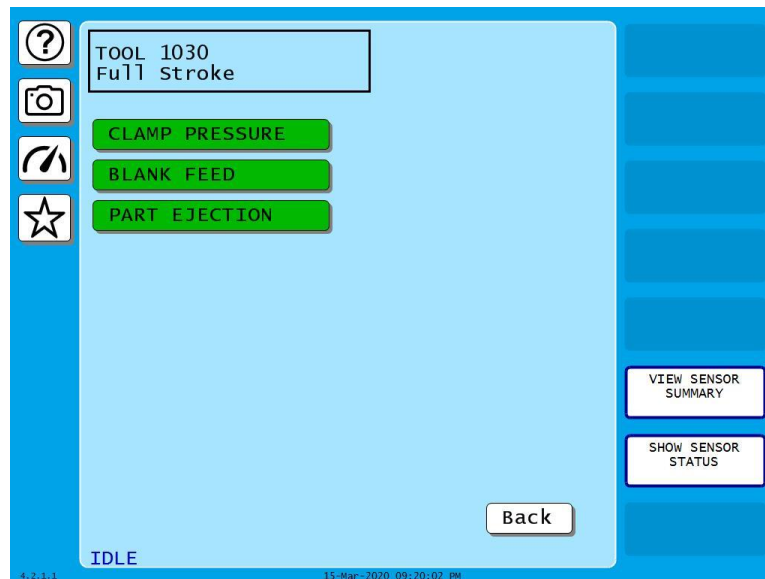 TOOL 1030
Full Stroke
CLAMP PRESSURE
BLANK FEED
PART EJECTION
VIEW SENSOR
SUMMARY
SHOW SENSOR
STATUS
Back
IDLE
4.2.1.1
15-Mar-2020 09:20:02 PM